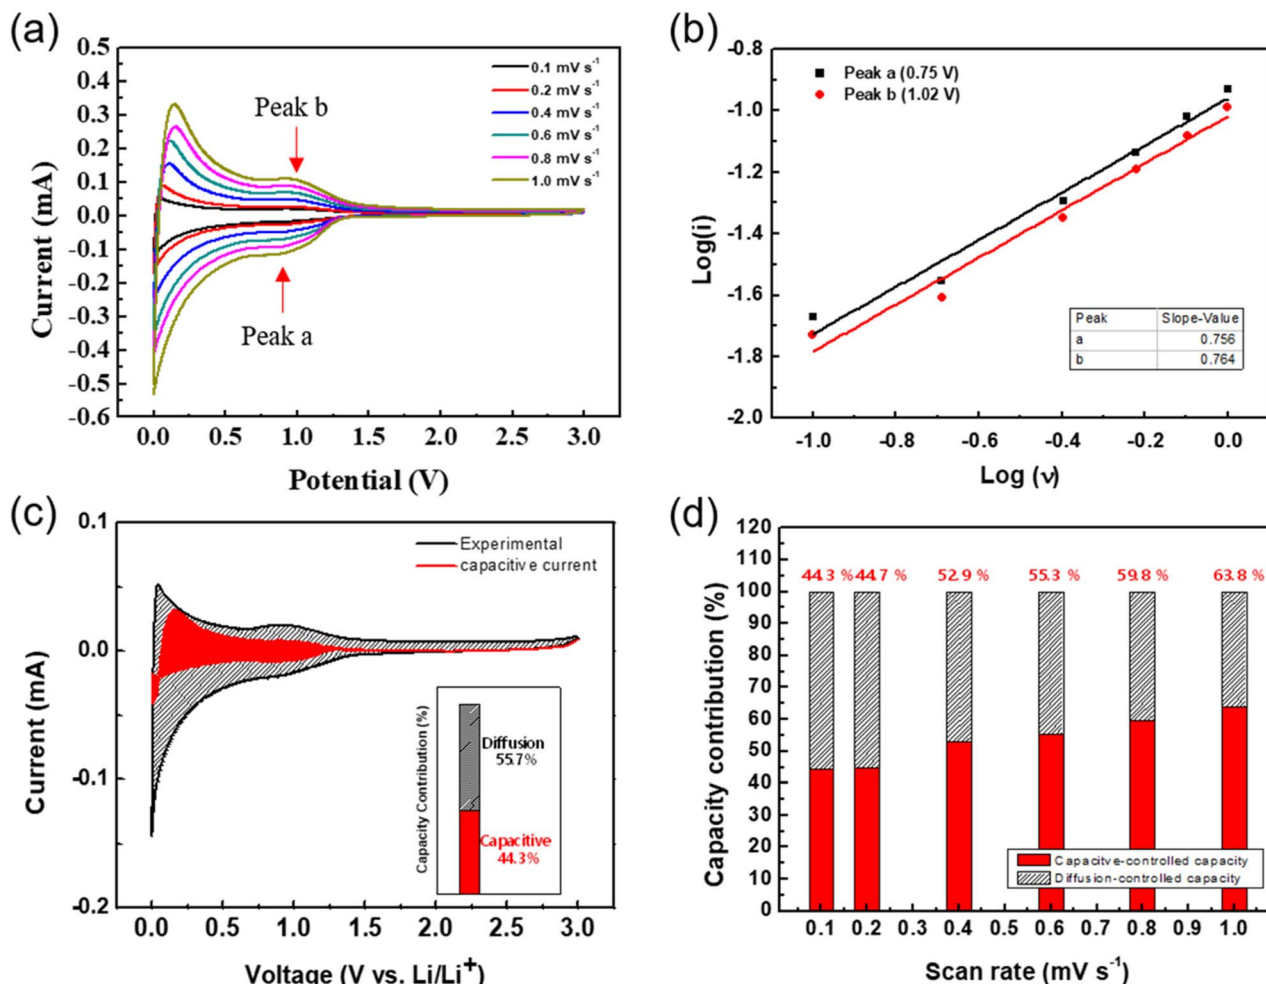 (a)
0.5
0.4
0.3
0.2
0.1
0.0
-0.1
-0.2
-0.3
-0.4
-0.5
-0.6
Current (mA)
0.1 mV s⁻¹
0.2 mV s⁻¹
0.4 mV s⁻¹
0.6 mV s⁻¹
0.8 mV s⁻¹
1.0 mV s⁻¹
Peak b
Peak a
0.0 0.5 1.0 1.5 2.0 2.5 3.0
Potential (V)
(b)
-0.8
-1.0
-1.2
-1.4
-1.6
-1.8
-2.0
Log(i)
Peak a (0.75 V)
Peak b (1.02 V)
Peak Slope-Value
a 0.756
b 0.764
-1.0 -0.8 -0.6 -0.4 -0.2 0.0
Log (ν)
(c)
0.1
0.0
-0.1
-0.2
Current (mA)
Experimental
capacitive current
Capacity Contribution (%)
Diffusion
55.7%
Capacitive
44.3%
0.0 0.5 1.0 1.5 2.0 2.5 3.0
Voltage (V vs. Li/Li⁺)
(d)
120
110
100
90
80
70
60
50
40
30
20
10
0
Capacity contribution (%)
44.3 % 44.7 % 52.9 % 55.3 % 59.8 % 63.8 %
Capacitve-controlled capacity
Diffusion-controlled capacity
0.1 0.2 0.3 0.4 0.5 0.6 0.7 0.8 0.9 1.0
Scan rate (mV s⁻¹)